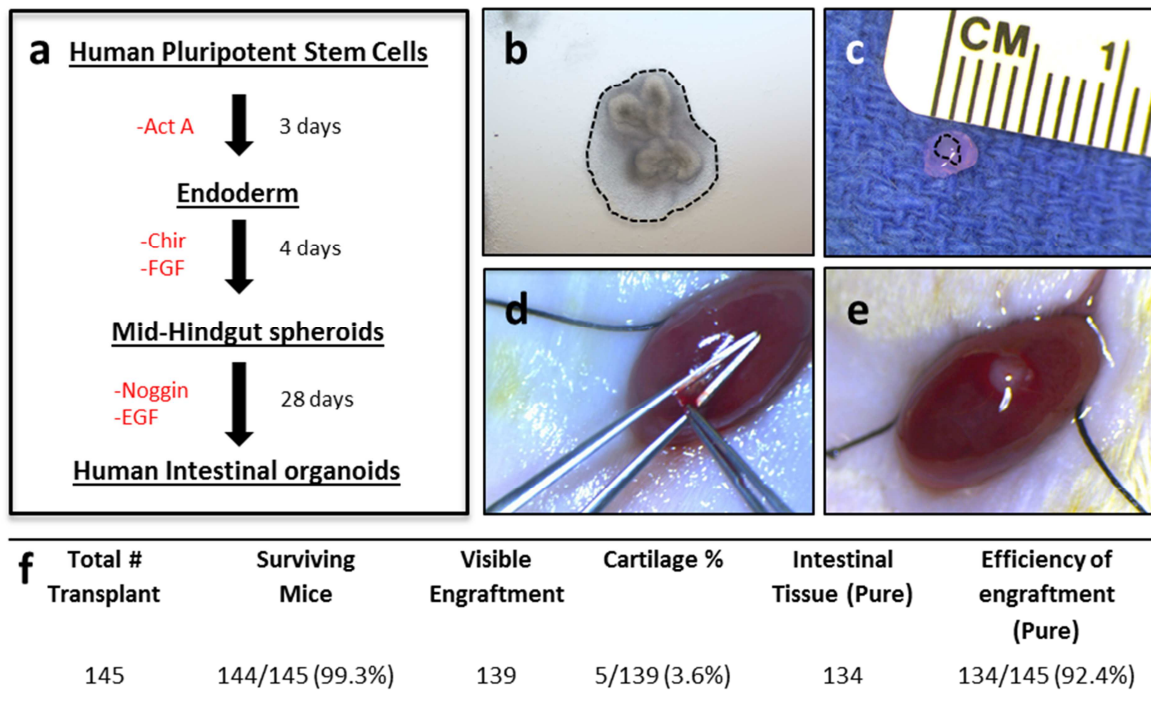 a
Human Pluripotent Stem Cells
-Act A
3 days
Endoderm
-Chir
-FGF
4 days
Mid-Hindgut spheroids
-Noggin
-EGF
28 days
Human Intestinal organoids
b
c
CM
1
d
e
f
Total #
Transplant
Surviving
Mice
Visible
Engraftment
Cartilage %
Intestinal
Tissue (Pure)
Efficiency of
engraftment
(Pure)
145
144/145 (99.3%)
139
5/139 (3.6%)
134
134/145 (92.4%)